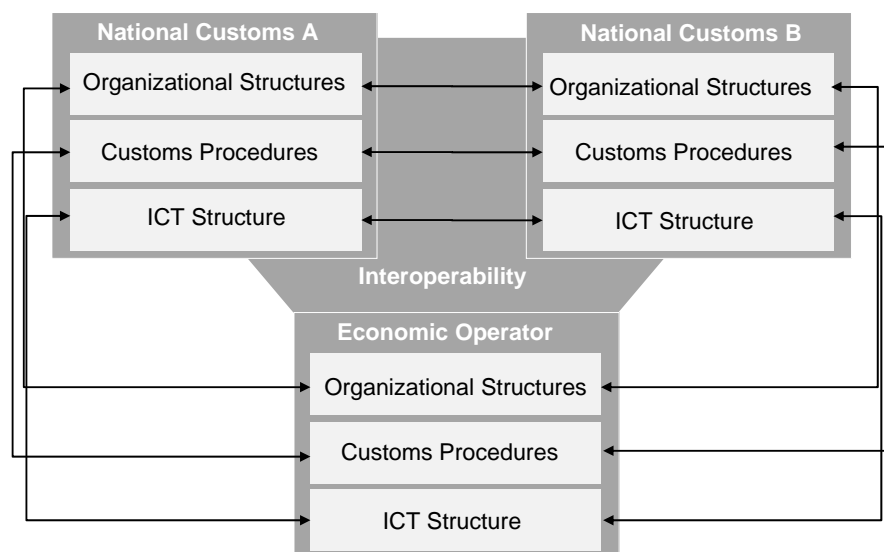 National Customs A
Organizational Structures
Customs Procedures
ICT Structure
National Customs B
Organizational Structures
Customs Procedures
ICT Structure
Interoperability
Economic Operator
Organizational Structures
Customs Procedures
ICT Structure